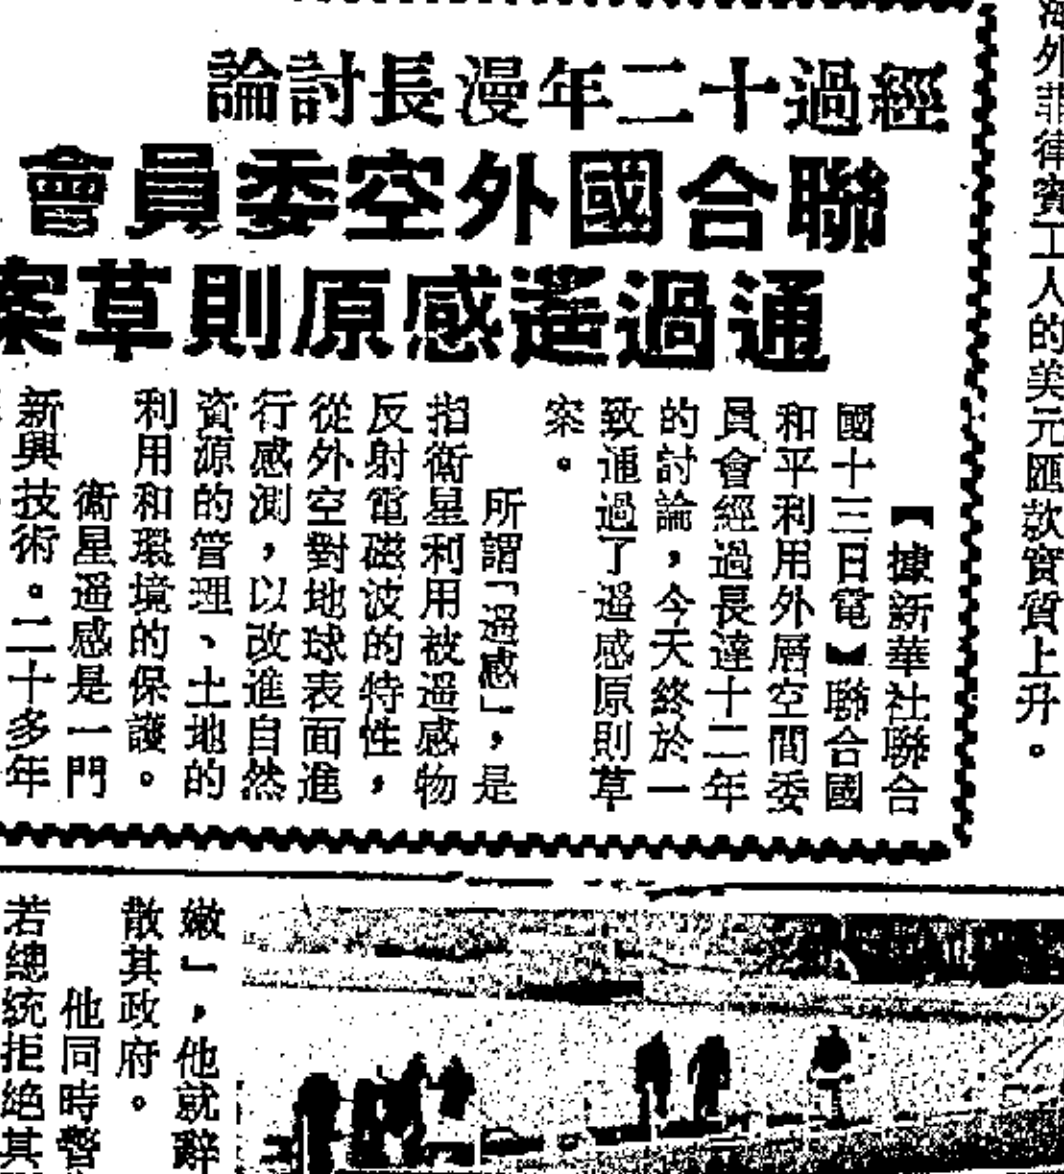 海外菲律賓工人的美元匯款實質上升。
經過十二年漫長討論
聯合國外空委員會
通過遙感原則草案
【據新華社聯合
國十三日電】聯合國
和平利用外層空間委
員會經過長達十二年
的討論，今天終於一
致通過了遥感原則草
案。
所謂「遥感」，是
指衞星利用被遥感物
反射電磁波的特性，
從外空對地球表面進
行感測，以改進自然
資源的管理、土地的
利用和環境的保護。
衞星遥感是一門
新興技術。二十多年
嫩」，他就辭
散其政府。
他同時警
若總統拒絕其